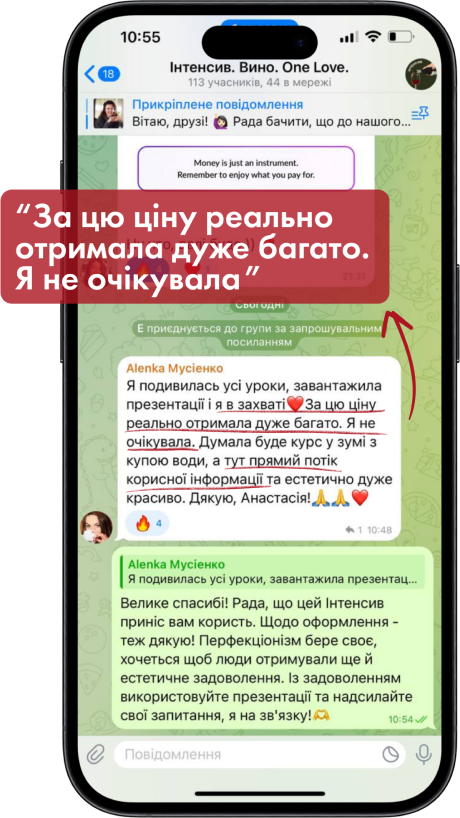 10:55
18
Інтенсив. Вино. One Love.
113 учасників, 44 в мережі
Прикріплене повідомлення
Вітаю, друзі! 🙋🏻‍♀️ Рада бачити, що до нашого...
Money is just an instrument.
Remember to enjoy what you pay for.
“За цю ціну реально
отримала дуже багато.
Я не очікувала”
21:31
Сьогодні
Е приєднується до групи за запрошувальним
посиланням
Alenka Мусієнко
Я подивилась усі уроки, завантажила
презентації і я в захваті❤️За цю ціну
реально отримала дуже багато. Я не
очікувала. Думала буде курс у зумі з
купою води, а тут прямий потік
корисної інформації та естетично дуже
красиво. Дякую, Анастасія!🙏🙏❤️
🔥 4
1 10:48
Alenka Мусієнко
Я подивилась усі уроки, завантажила презентац...
Велике спасибі! Рада, що цей Інтенсив
приніс вам користь. Щодо оформлення -
теж дякую! Перфекціонізм бере своє,
хочеться щоб люди отримували ще й
естетичне задоволення. Із задоволенням
використовуйте презентації та надсилайте
свої запитання, я на зв'язку!🫶
10:54
Повідомлення